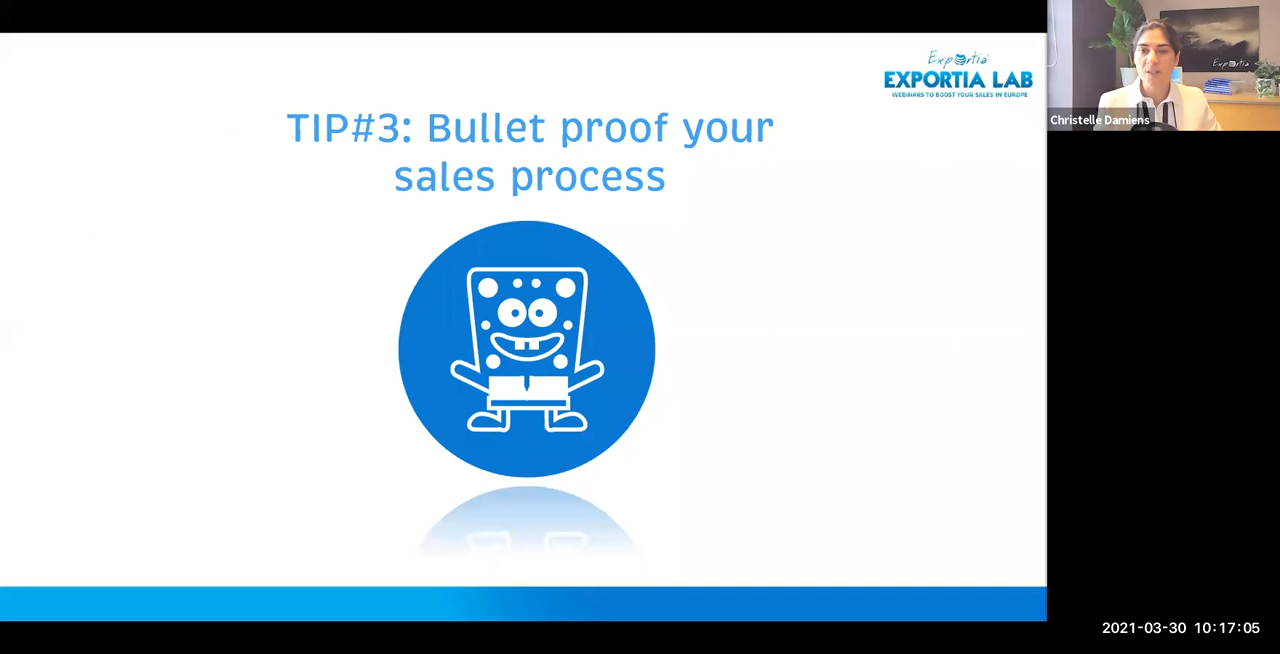 Exportia
EXPORTIA LAB
WEBINARS TO BOOST YOUR SALES IN EUROPE
TIP#3: Bullet proof your
sales process
Exportia
Christelle Damiens
2021-03-30 10:17:05